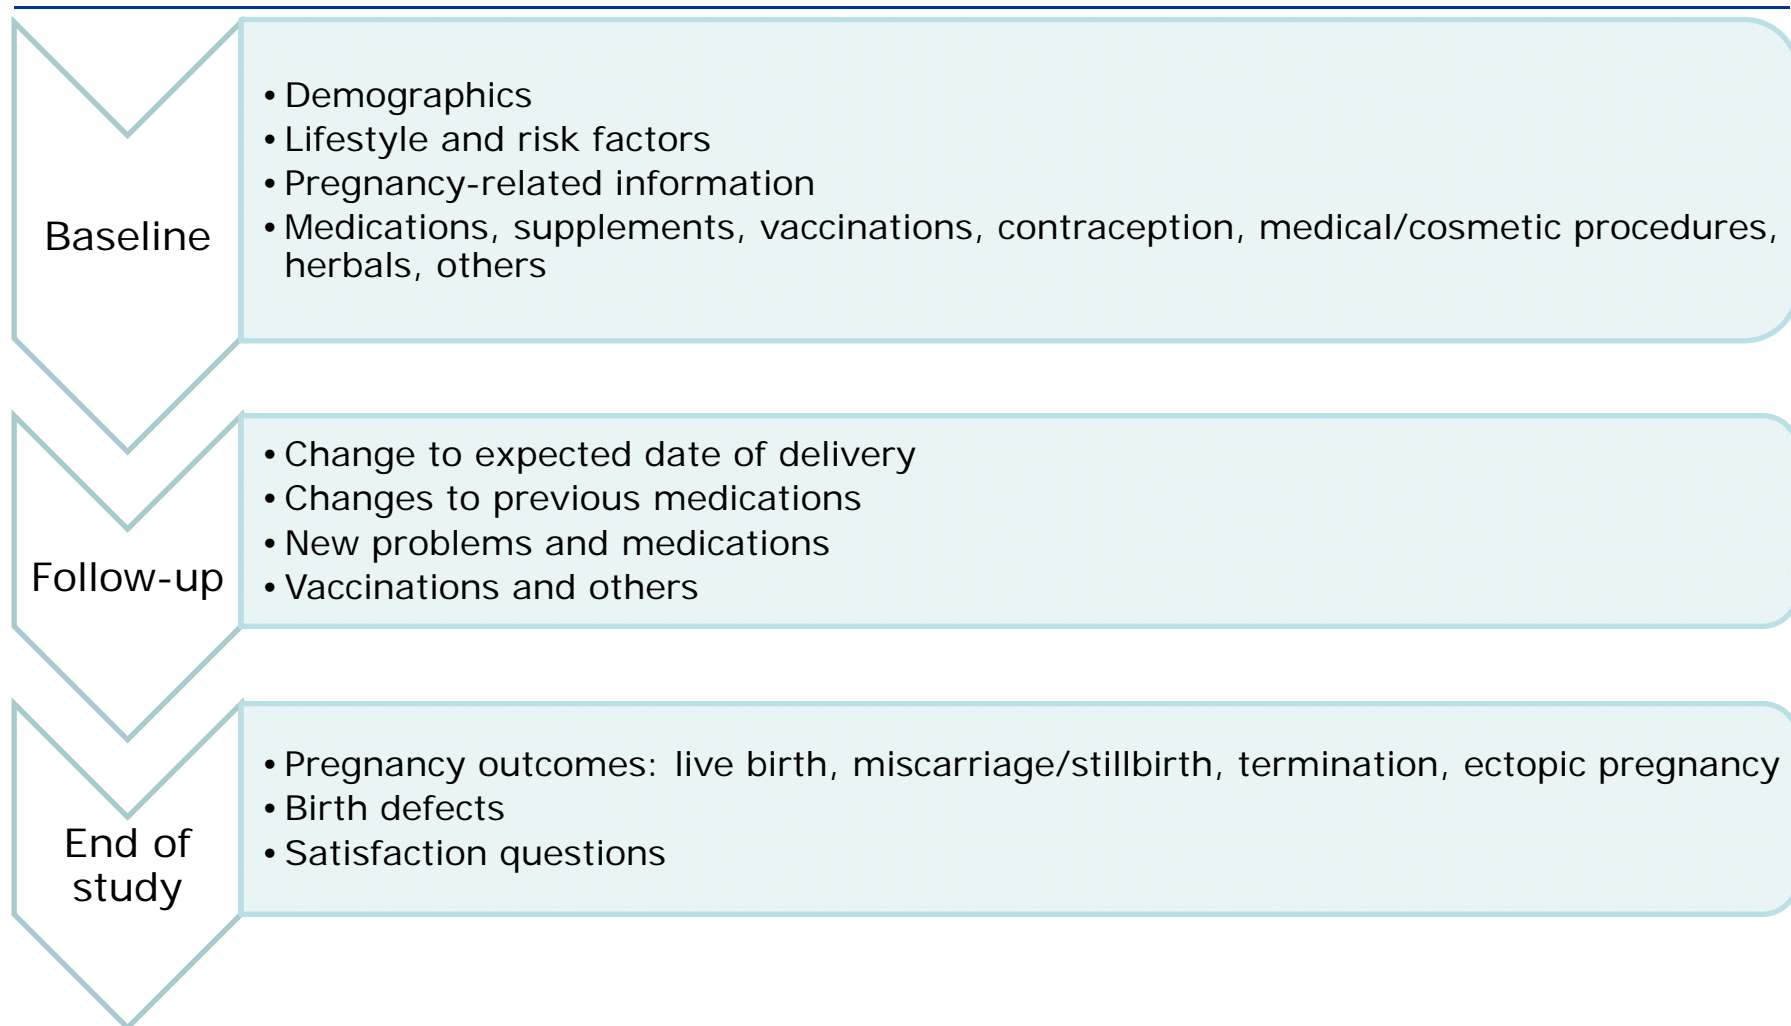 Baseline
• Demographics
• Lifestyle and risk factors
• Pregnancy-related information
• Medications, supplements, vaccinations, contraception, medical/cosmetic procedures,
herbals, others
Follow-up
• Change to expected date of delivery
• Changes to previous medications
• New problems and medications
• Vaccinations and others
End of
study
• Pregnancy outcomes: live birth, miscarriage/stillbirth, termination, ectopic pregnancy
• Birth defects
• Satisfaction questions